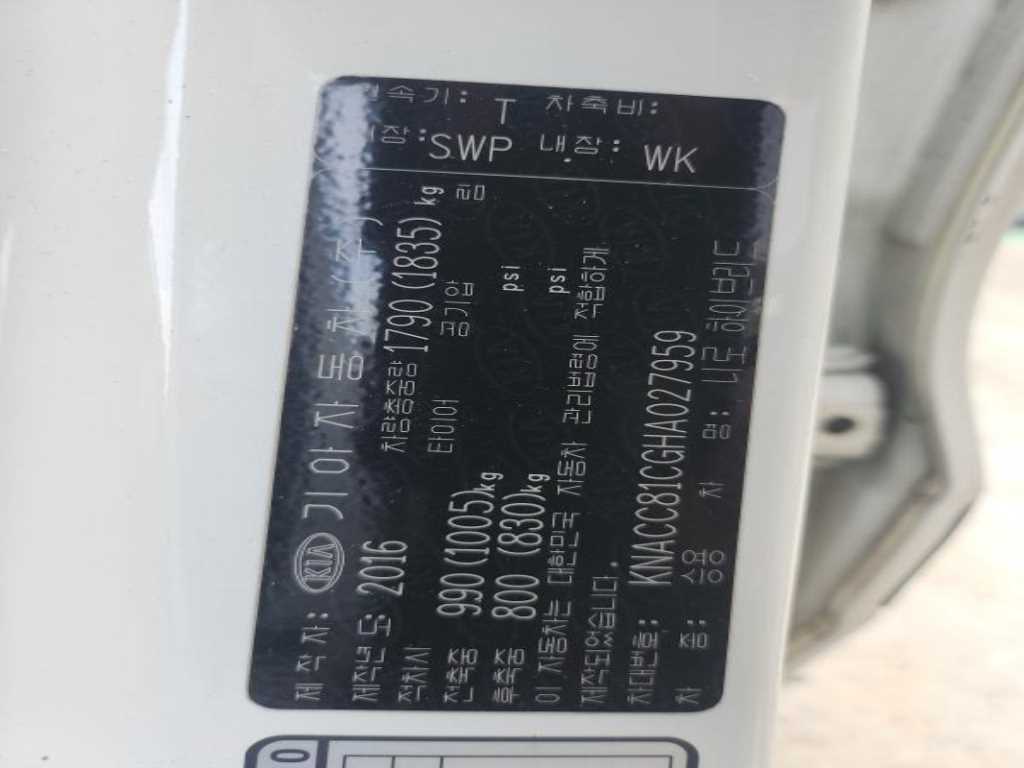 제 작 자: KIA 기 아 자 동 차 ( 주 )
제작년도: 2016 차량총중량 1790 (1835) kg
적차시 타이어 공기압 림
전축중 990 (1005) kg psi
후축중 800 (830) kg psi
이 자동차는 대한민국 자동차 관리법령에 적합하게
제작되었습니다.
차대번호: KNACC81CGHA027959
차 종: 승용 차 명: 니로 하이브리드
속기: T 차축비:
장: SWP 내 장: WK
O